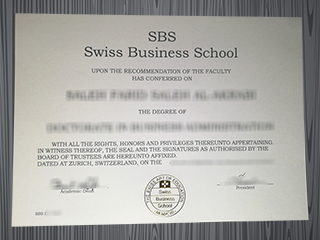 SBS
Swiss Business School
UPON THE RECOMMENDATION OF THE FACULTY
HAS CONFERRED ON
THE DEGREE OF
WITH ALL THE RIGHTS, HONORS AND PRIVILEGES THEREUNTO APPERTAINING.
IN WITNESS THEREOF, THE SEAL AND THE SIGNATURES AS AUTHORISED BY THE
BOARD OF TRUSTEES ARE HEREUNTO AFFIXED.
DATED AT ZURICH, SWITZERLAND, ON THE
Academic Dean
Swiss
Business
School
President